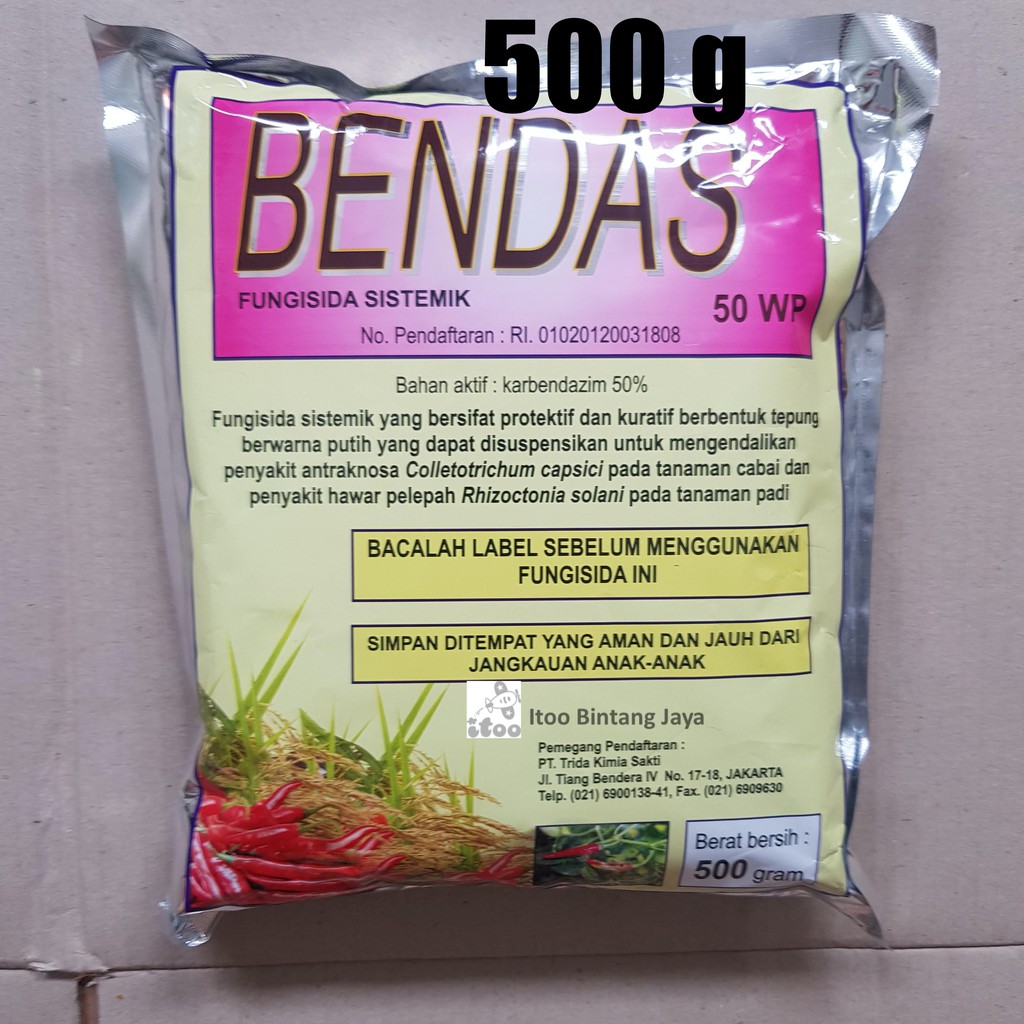 500 g
BENDAS
FUNGISIDA SISTEMIK
50 WP
No. Pendaftaran : RI. 01020120031808
Bahan aktif : karbendazim 50%
Fungisida sistemik yang bersifat protektif dan kuratif berbentuk tepung
berwarna putih yang dapat disuspensikan untuk mengendalikan
penyakit antraknosa Colletotrichum capsici pada tanaman cabai dan
penyakit hawar pelepah Rhizoctonia solani pada tanaman padi
BACALAH LABEL SEBELUM MENGGUNAKAN
FUNGISIDA INI
SIMPAN DITEMPAT YANG AMAN DAN JAUH DARI
JANGKAUAN ANAK-ANAK
itoo
Itoo Bintang Jaya
Pemegang Pendaftaran :
PT. Trida Kimia Sakti
Jl. Tiang Bendera IV No. 17-18, JAKARTA
Telp. (021) 6900138-41, Fax. (021) 6909630
Berat bersih :
500 gram